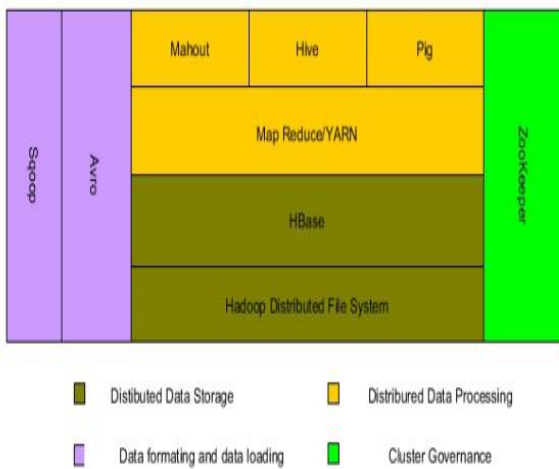 Mahout
Hive
Pig
Map Reduce/YARN
HBase
Hadoop Distributed File System
Sqoop
Avro
ZooKeeper
Distibuted Data Storage
Distribured Data Processing
Data formating and data loading
Cluster Governance